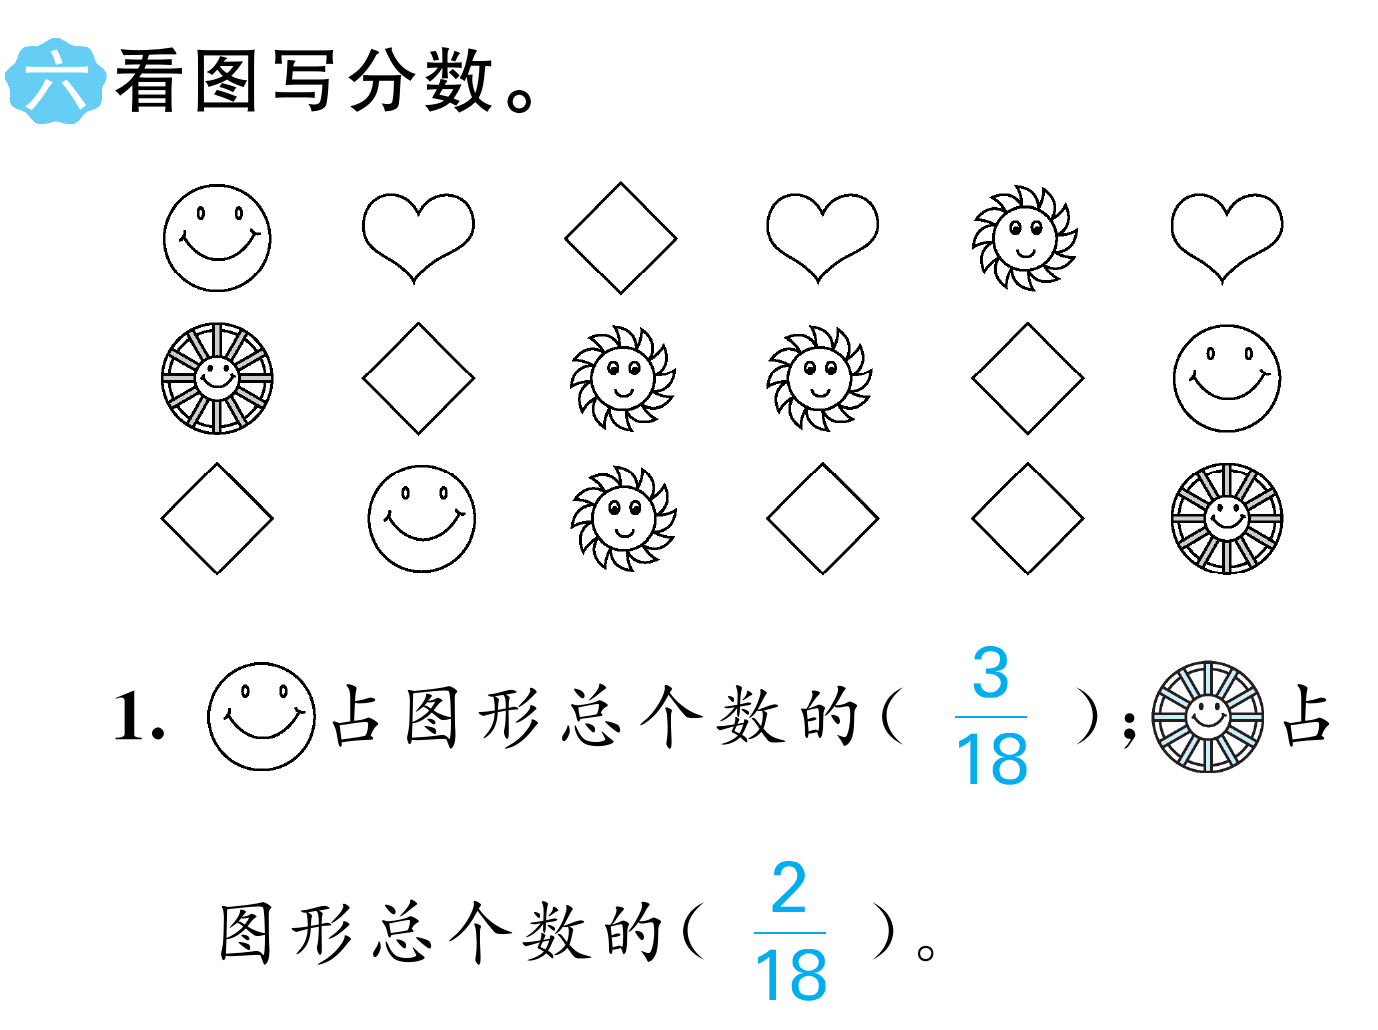 六 看图写分数。
1. 占图形总个数的( 3/18 );占
图形总个数的( 2/18 )。